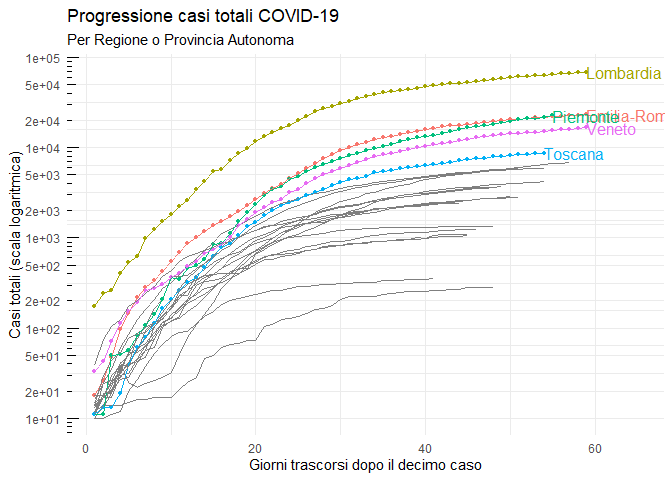 Progressione casi totali COVID-19
Per Regione o Provincia Autonoma
Casi totali (scala logaritmica)
1e+05
5e+04
2e+04
1e+04
5e+03
2e+03
1e+03
5e+02
2e+02
1e+02
5e+01
2e+01
1e+01
Lombardia
Emilia-Rom
Piemonte
Veneto
Toscana
0
20
40
60
Giorni trascorsi dopo il decimo caso